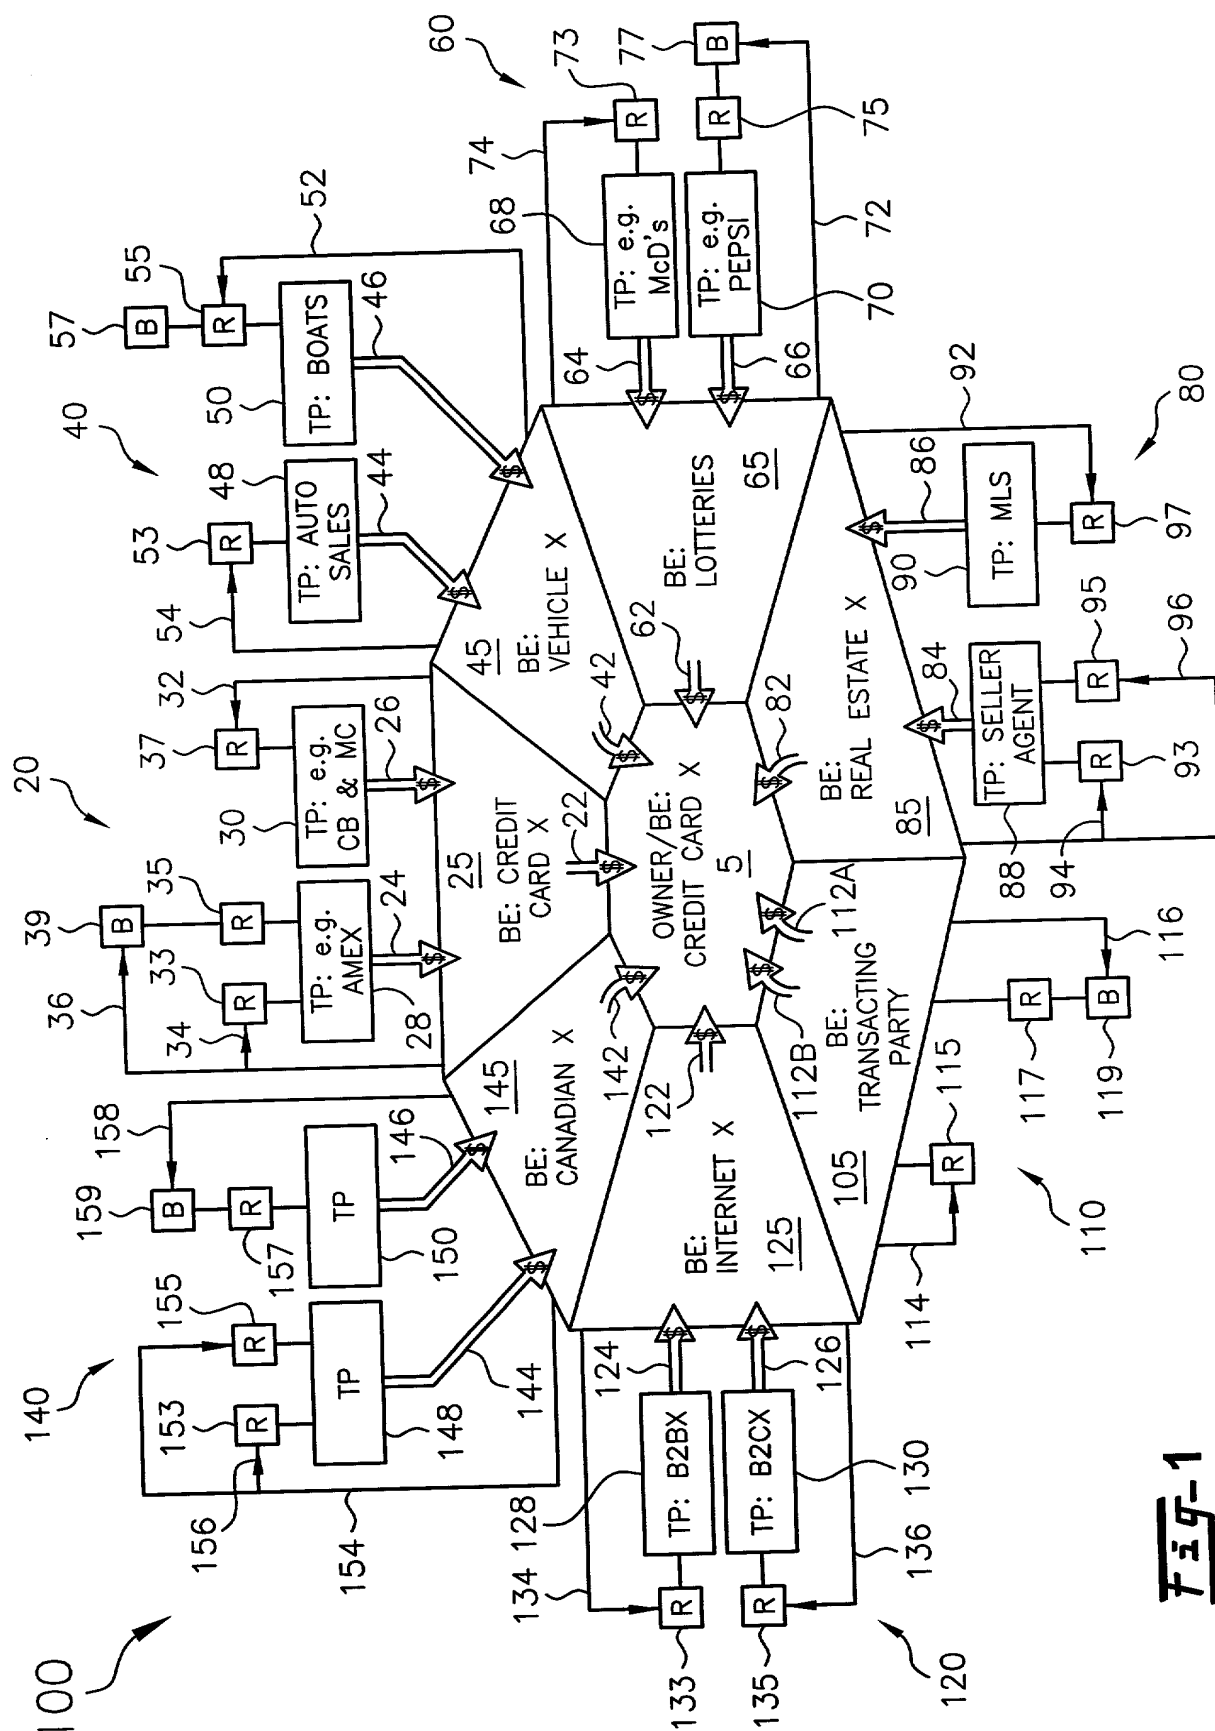 100
140
154
156
153
R
155
R
TP
148
144
$
159
B
158
157
R
TP
150
146
$
20
36
39
B
34
33
R
35
R
TP: e.g.
AMEX
28
24
$
37
R
32
TP: e.g.
CB & MC
30
26
$
40
54
53
R
TP: AUTO
SALES
48
44
$
57
B
55
R
52
TP: BOATS
50
46
$
145
BE:
CANADIAN X
142
$
25
BE: CREDIT
CARD X
22
$
45
BE:
VEHICLE X
42
$
OWNER/BE:
CREDIT CARD X
5
BE:
INTERNET X
125
122
$
BE:
LOTTERIES
65
62
$
BE:
TRANSACTING
PARTY
105
112B
$
112A
$
BE:
REAL ESTATE X
85
82
$
120
134
133
R
TP: B2BX
128
124
$
135
R
TP: B2CX
130
126
$
136
60
74
73
R
TP: e.g.
McD's
68
64
$
77
B
75
R
TP: e.g.
PEPSI
70
66
$
72
110
114
115
R
117
R
119
B
116
80
94
93
R
95
R
96
TP: SELLER
AGENT
88
84
$
TP: MLS
90
86
$
92
97
R
Fig-1